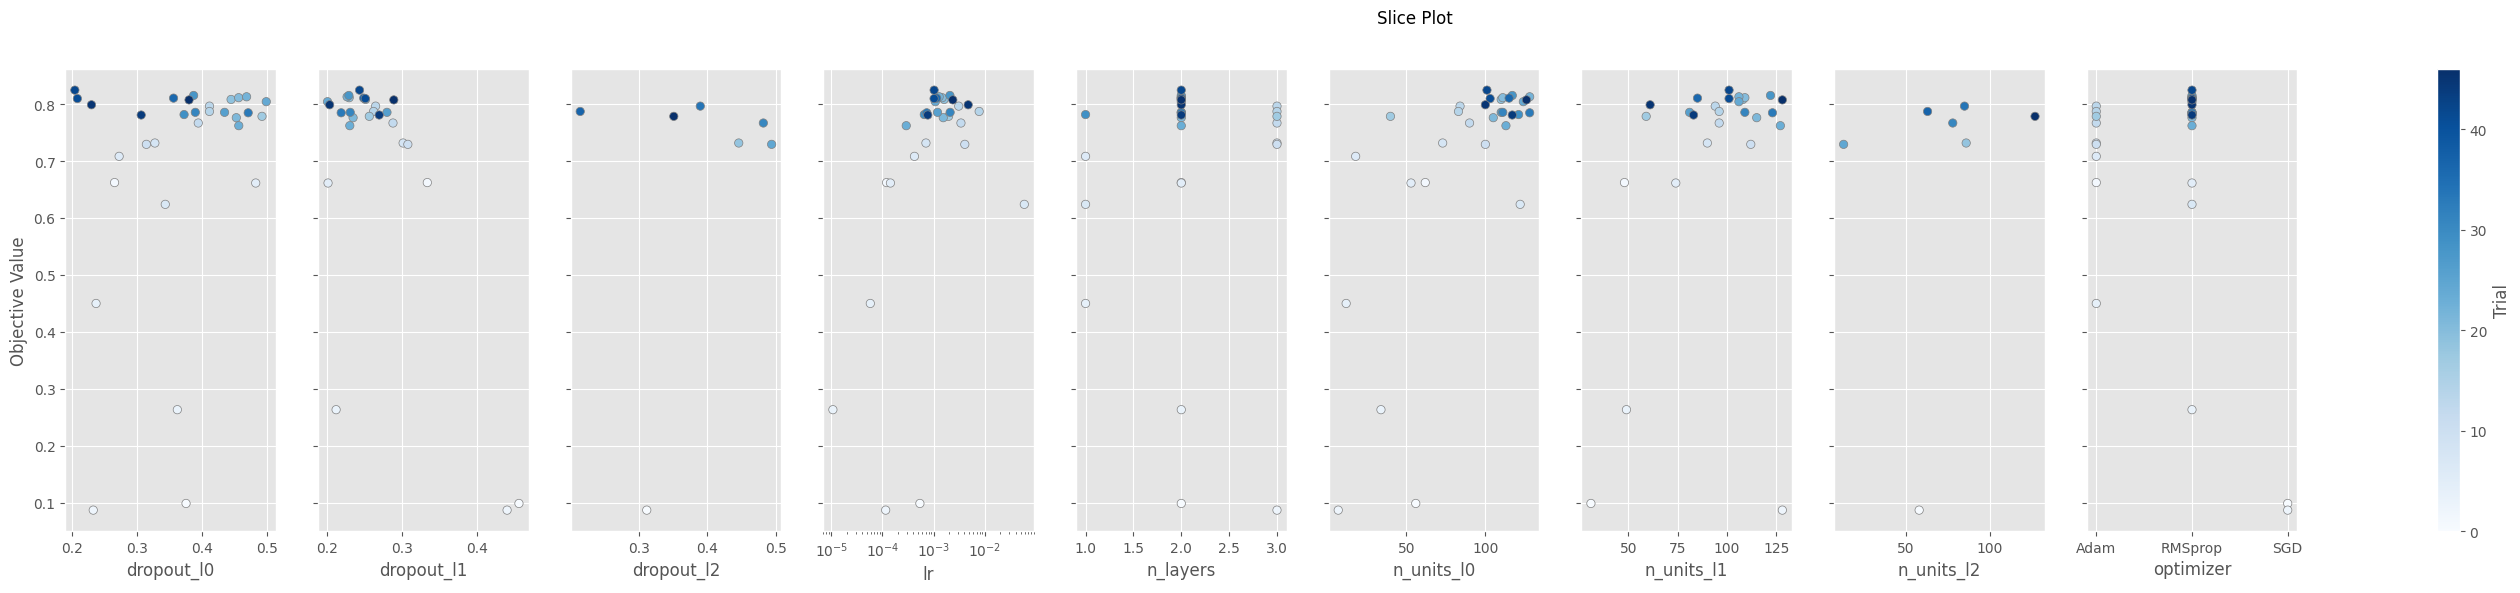 Slice Plot
Objective Value
0.8
0.7
0.6
0.5
0.4
0.3
0.2
0.1
0.2 0.3 0.4 0.5
dropout_l0
0.2 0.3 0.4
dropout_l1
0.3 0.4 0.5
dropout_l2
10⁻⁵ 10⁻⁴ 10⁻³ 10⁻²
lr
1.0 1.5 2.0 2.5 3.0
n_layers
50 100
n_units_l0
50 75 100 125
n_units_l1
50 100
n_units_l2
Adam RMSprop SGD
optimizer
40
30
20
10
0
Trial